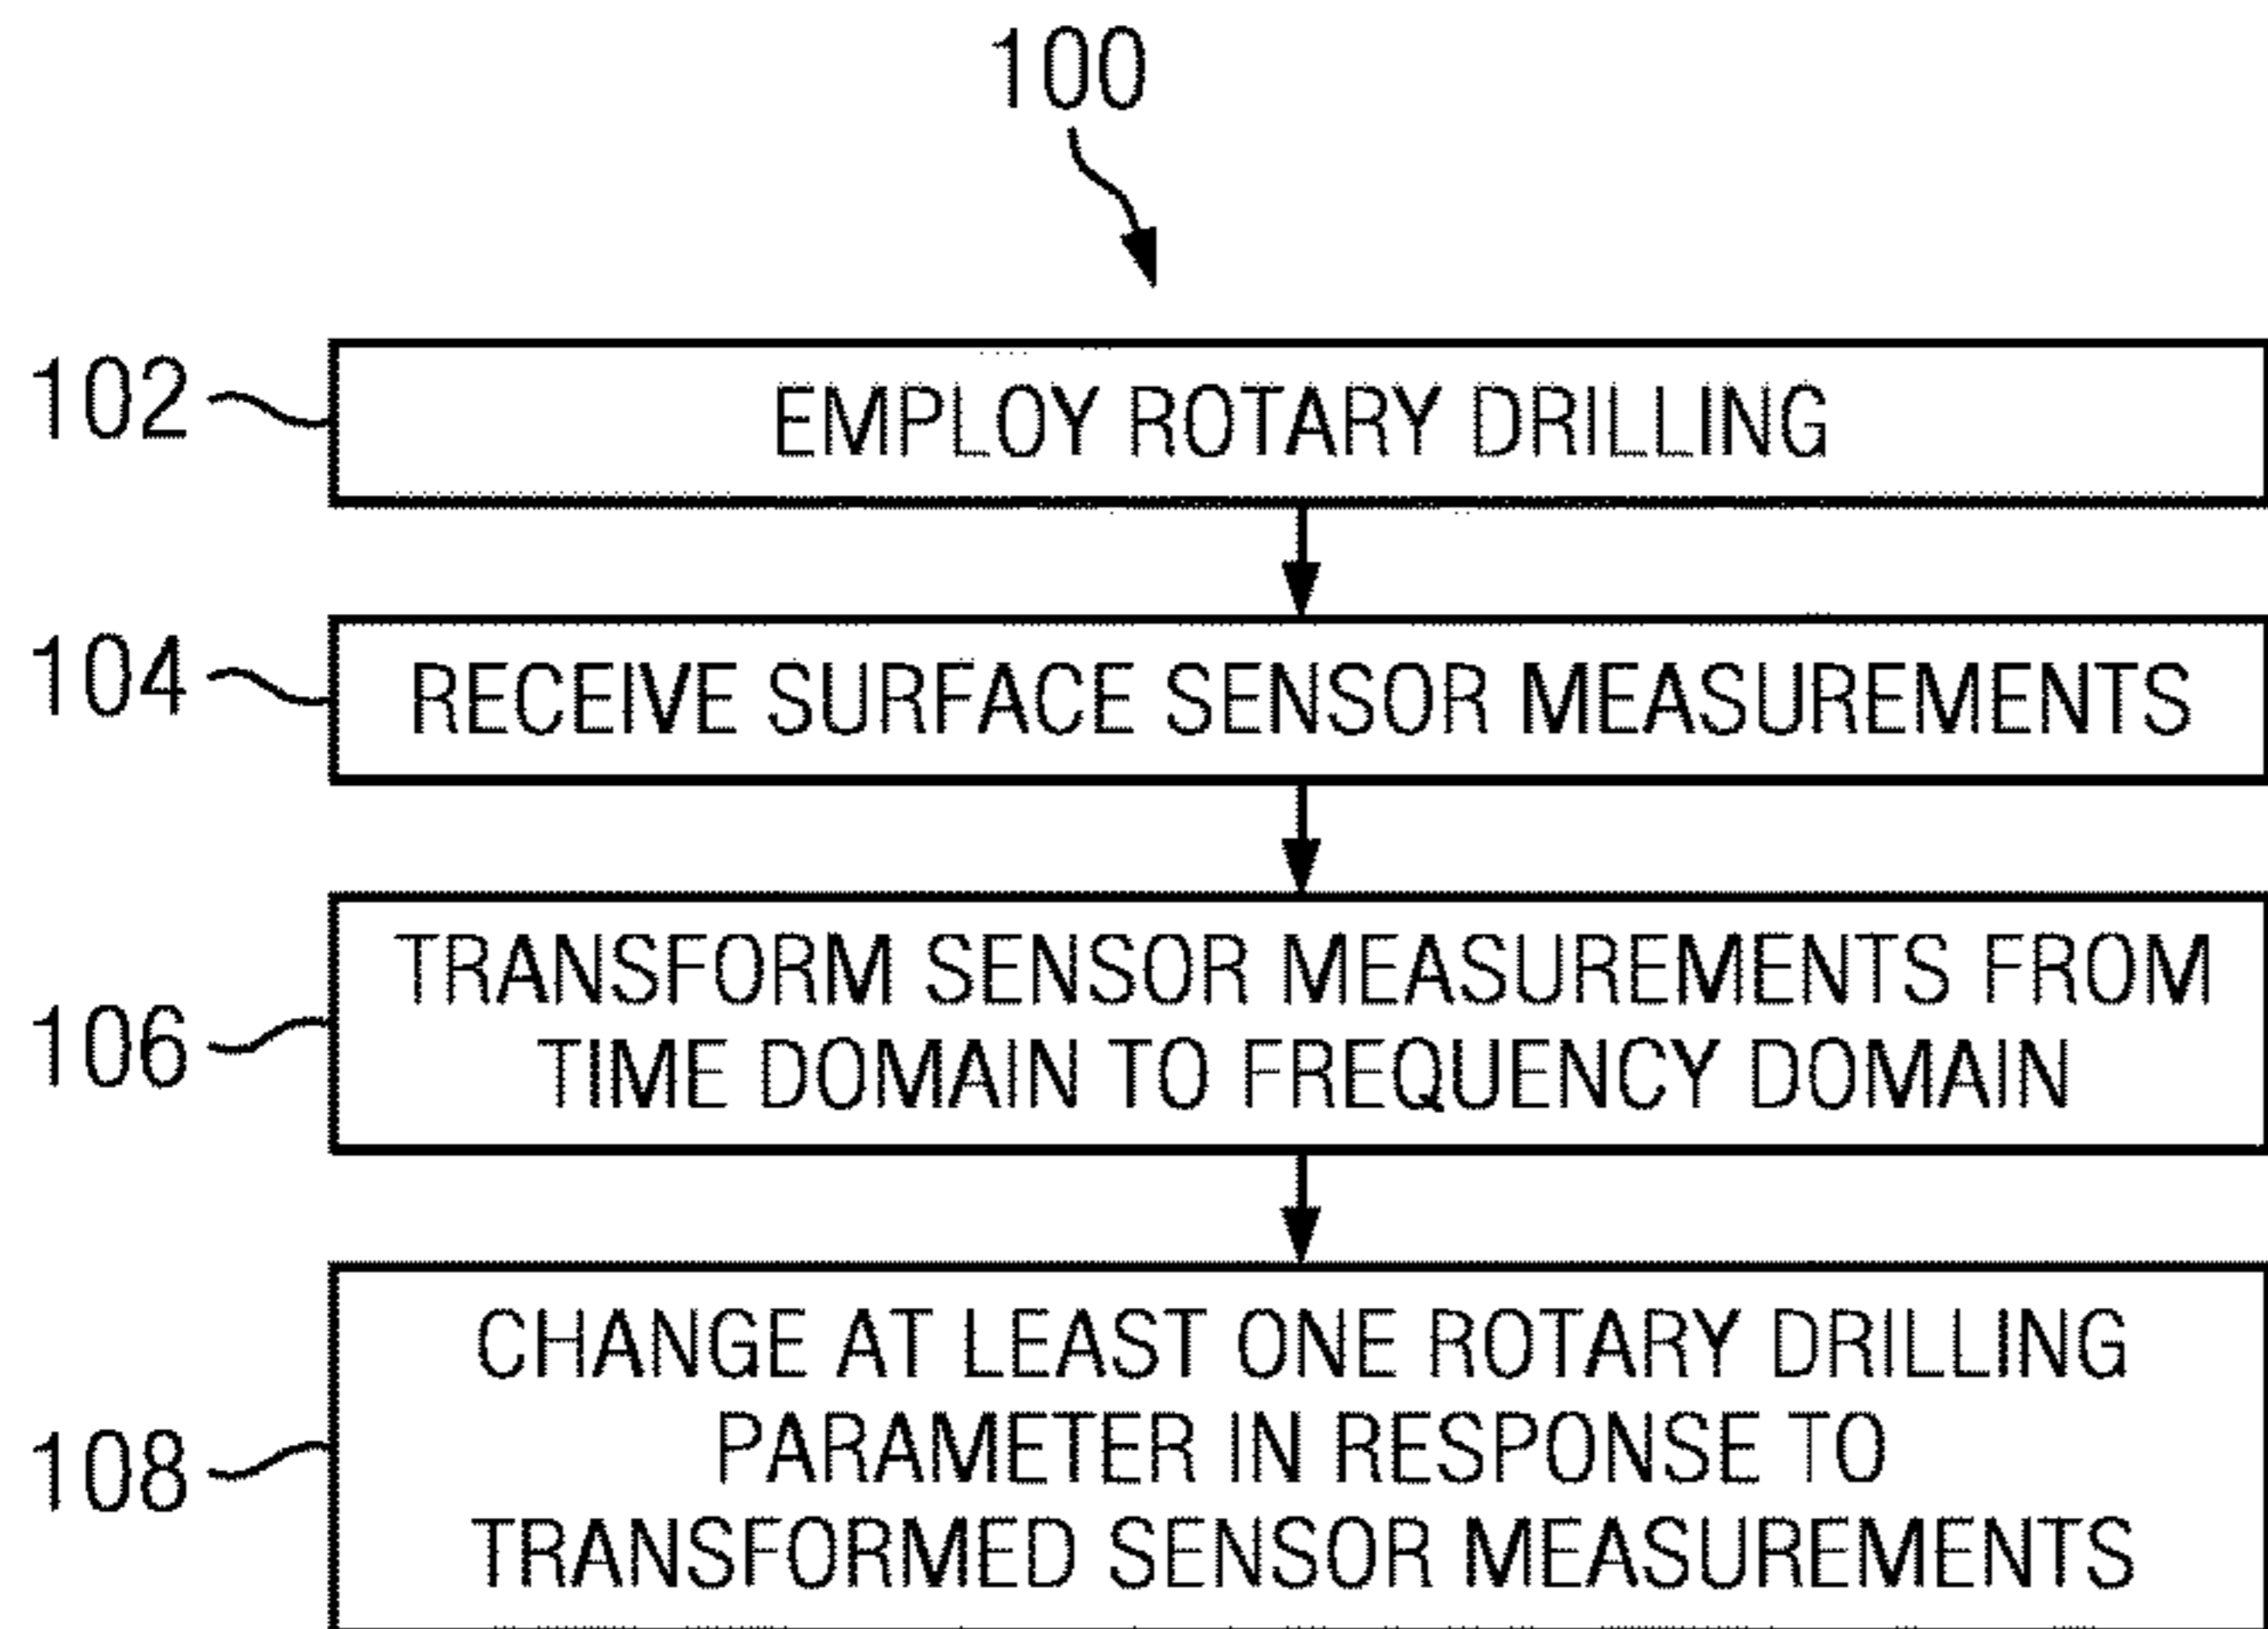 100
102
EMPLOY ROTARY DRILLING
104
RECEIVE SURFACE SENSOR MEASUREMENTS
106
TRANSFORM SENSOR MEASUREMENTS FROM
TIME DOMAIN TO FREQUENCY DOMAIN
108
CHANGE AT LEAST ONE ROTARY DRILLING
PARAMETER IN RESPONSE TO
TRANSFORMED SENSOR MEASUREMENTS